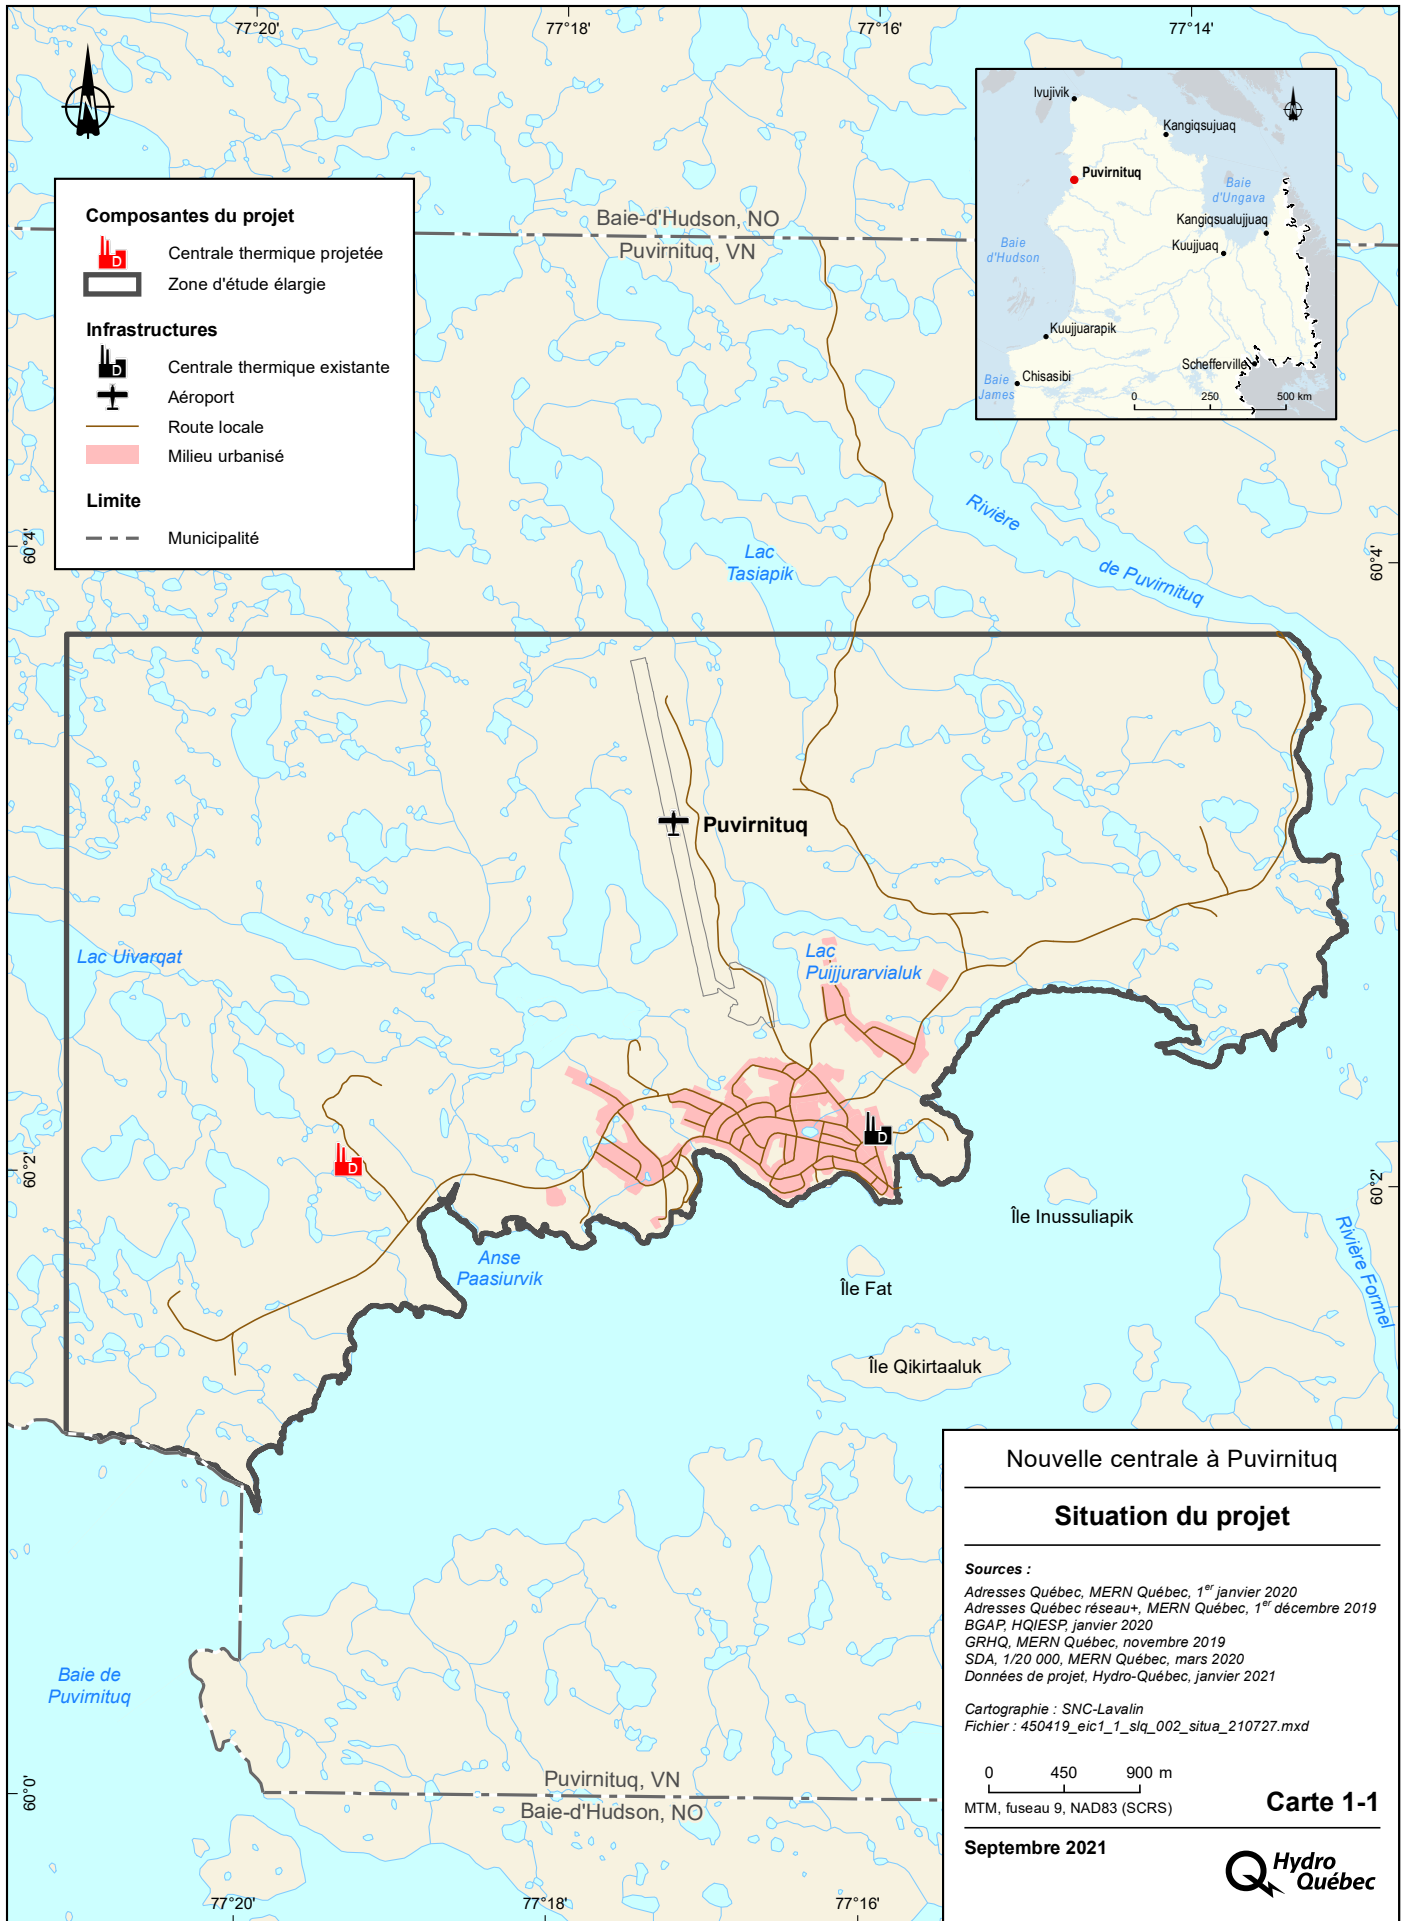 77°20'
77°18'
77°16'
77°14'
N
Ivujivik
Kangiqsujuaq
Puvirnituq
Baie
d'Ungava
Kangiqsualujjuaq
Kuujjuaq
Baie
d'Hudson
Kuujjuarapik
Schefferville
Baie
James
Chisasibi
0 250 500 km
Composantes du projet
D Centrale thermique projetée
Zone d'étude élargie
Infrastructures
D Centrale thermique existante
Aéroport
Route locale
Milieu urbanisé
Limite
Municipalité
Baie-d'Hudson, NO
Puvirnituq, VN
60°4'
60°4'
Lac
Tasiapik
Rivière
de Puvirnituq
Puvirnituq
Lac Uivarqat
Lac
Puijjurarvialuk
D
D
60°2'
60°2'
Île Inussuliapik
Rivière Formel
Anse
Paasiurvik
Île Fat
Île Qikirtaaluk
Baie de
Puvirnituq
60°0'
Puvirnituq, VN
Baie-d'Hudson, NO
77°20'
77°18'
77°16'
Nouvelle centrale à Puvirnituq
Situation du projet
Sources :
Adresses Québec, MERN Québec, 1er janvier 2020
Adresses Québec réseau+, MERN Québec, 1er décembre 2019
BGAP, HQIESP, janvier 2020
GRHQ, MERN Québec, novembre 2019
SDA, 1/20 000, MERN Québec, mars 2020
Données de projet, Hydro-Québec, janvier 2021
Cartographie : SNC-Lavalin
Fichier : 450419_eic1_1_slq_002_situa_210727.mxd
0 450 900 m
MTM, fuseau 9, NAD83 (SCRS)
Carte 1-1
Septembre 2021
Hydro
Québec